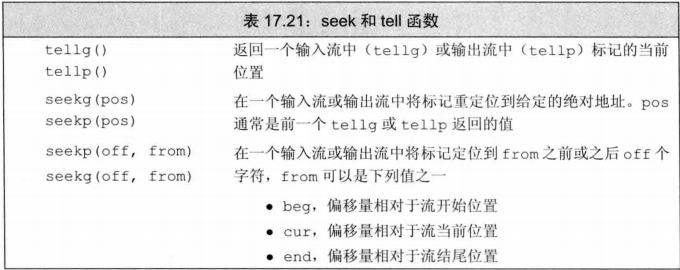 表 17.21：seek 和 tell 函数
tellg() 返回一个输入流中（tellg）或输出流中（tellp）标记的当前
tellp() 位置
seekg(pos) 在一个输入流或输出流中将标记重定位到给定的绝对地址。pos
seekp(pos) 通常是前一个 tellg 或 tellp 返回的值
seekp(off, from) 在一个输入流或输出流中将标记定位到 from 之前或之后 off 个
seekg(off, from) 字符，from 可以是下列值之一
● beg，偏移量相对于流开始位置
● cur，偏移量相对于流当前位置
● end，偏移量相对于流结尾位置